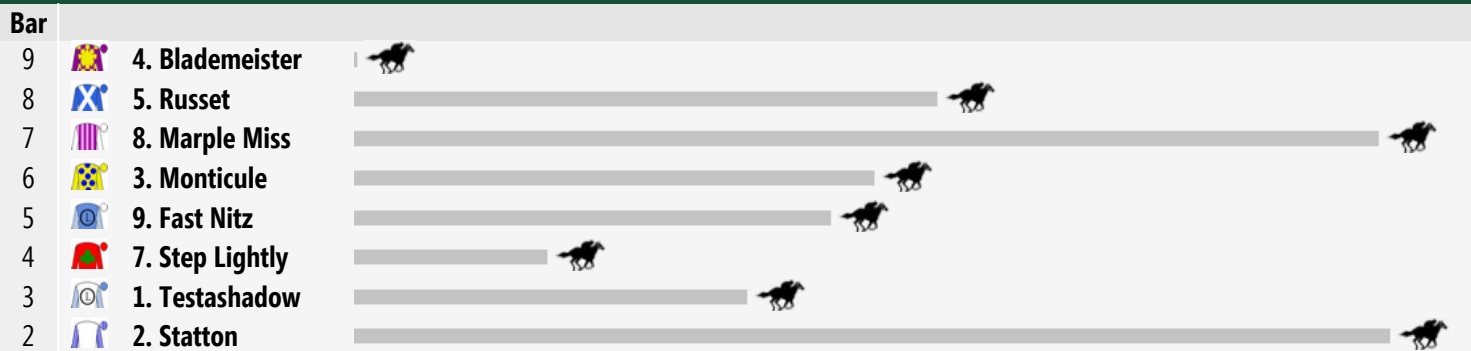 Bar
9 4. Blademeister
8 5. Russet
7 8. Marple Miss
6 3. Monticule
5 L 9. Fast Nitz
4 7. Step Lightly
3 L 1. Testashadow
2 2. Statton